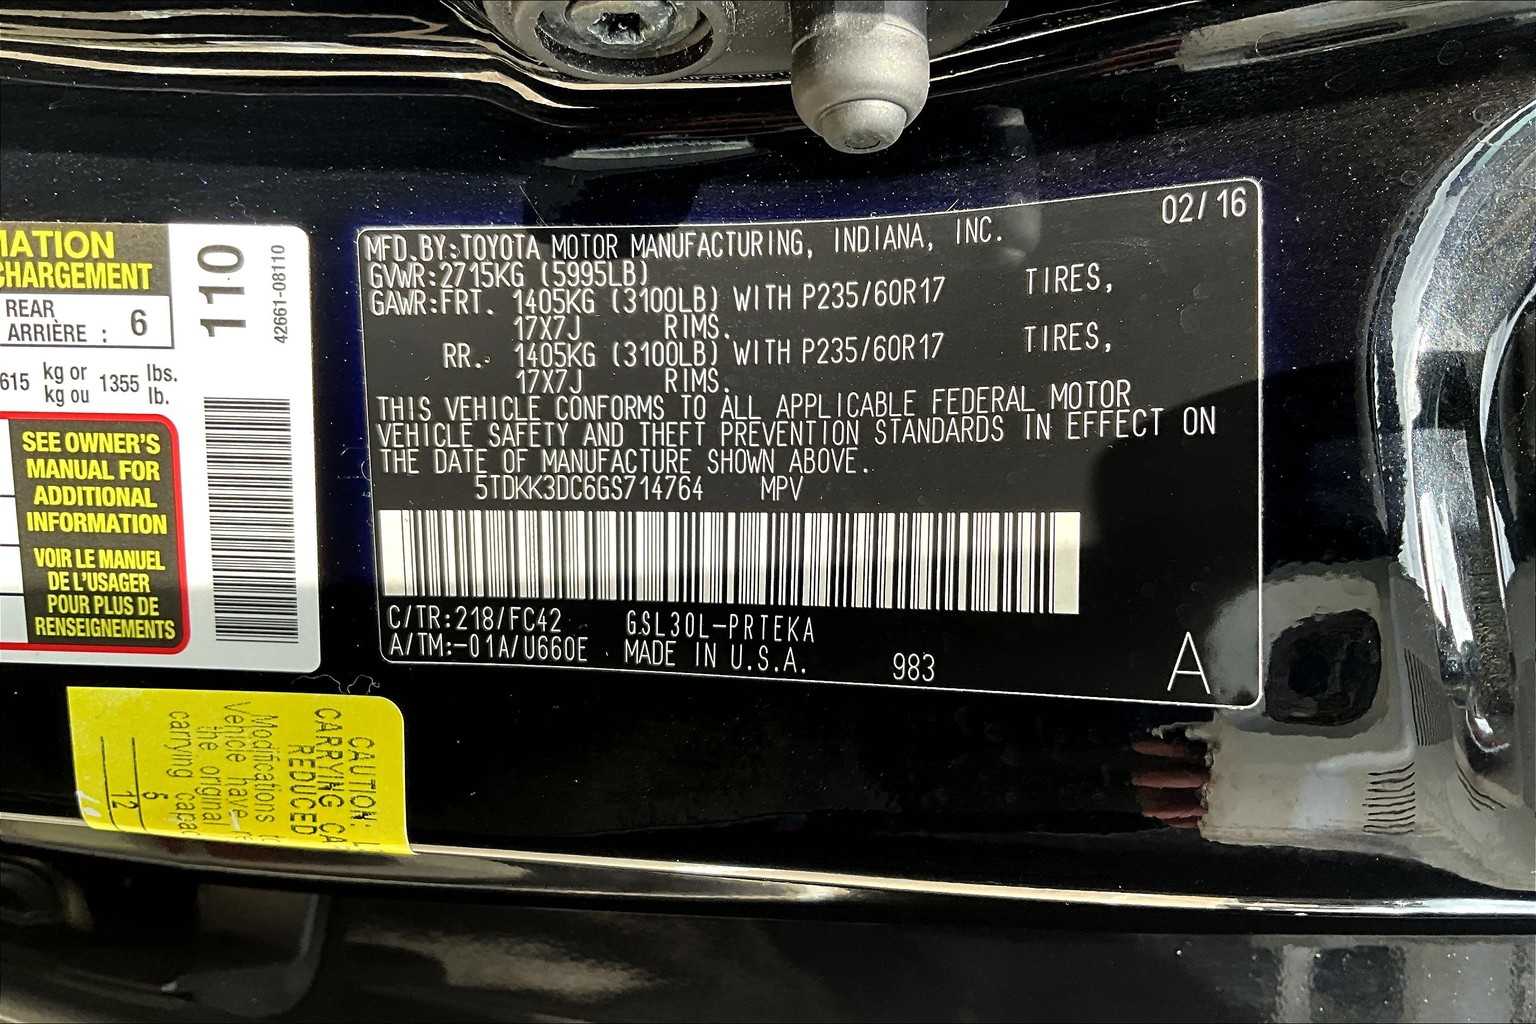 MATION
CHARGEMENT
REAR
ARRIÈRE : 6
615 kg or 1355 lbs.
kg ou lb.
SEE OWNER'S
MANUAL FOR
ADDITIONAL
INFORMATION
VOIR LE MANUEL
DE L'USAGER
POUR PLUS DE
RENSEIGNEMENTS
110
42661-08110
02/16
MFD.BY:TOYOTA MOTOR MANUFACTURING, INDIANA, INC.
GVWR:2715KG (5995LB)
GAWR:FRT. 1405KG (3100LB) WITH P235/60R17 TIRES,
17X7J RIMS.
RR. 1405KG (3100LB) WITH P235/60R17 TIRES,
17X7J RIMS.
THIS VEHICLE CONFORMS TO ALL APPLICABLE FEDERAL MOTOR
VEHICLE SAFETY AND THEFT PREVENTION STANDARDS IN EFFECT ON
THE DATE OF MANUFACTURE SHOWN ABOVE.
5TDKK3DC6GS714764 MPV
C/TR:218/FC42 GSL30L-PRTEKA
A/TM:-01A/U660E MADE IN U.S.A.
983
A
CAUTION: L
CARRYING CA
REDUCED
Modifications t
Vehicle have r
the original
carrying capac
5
12